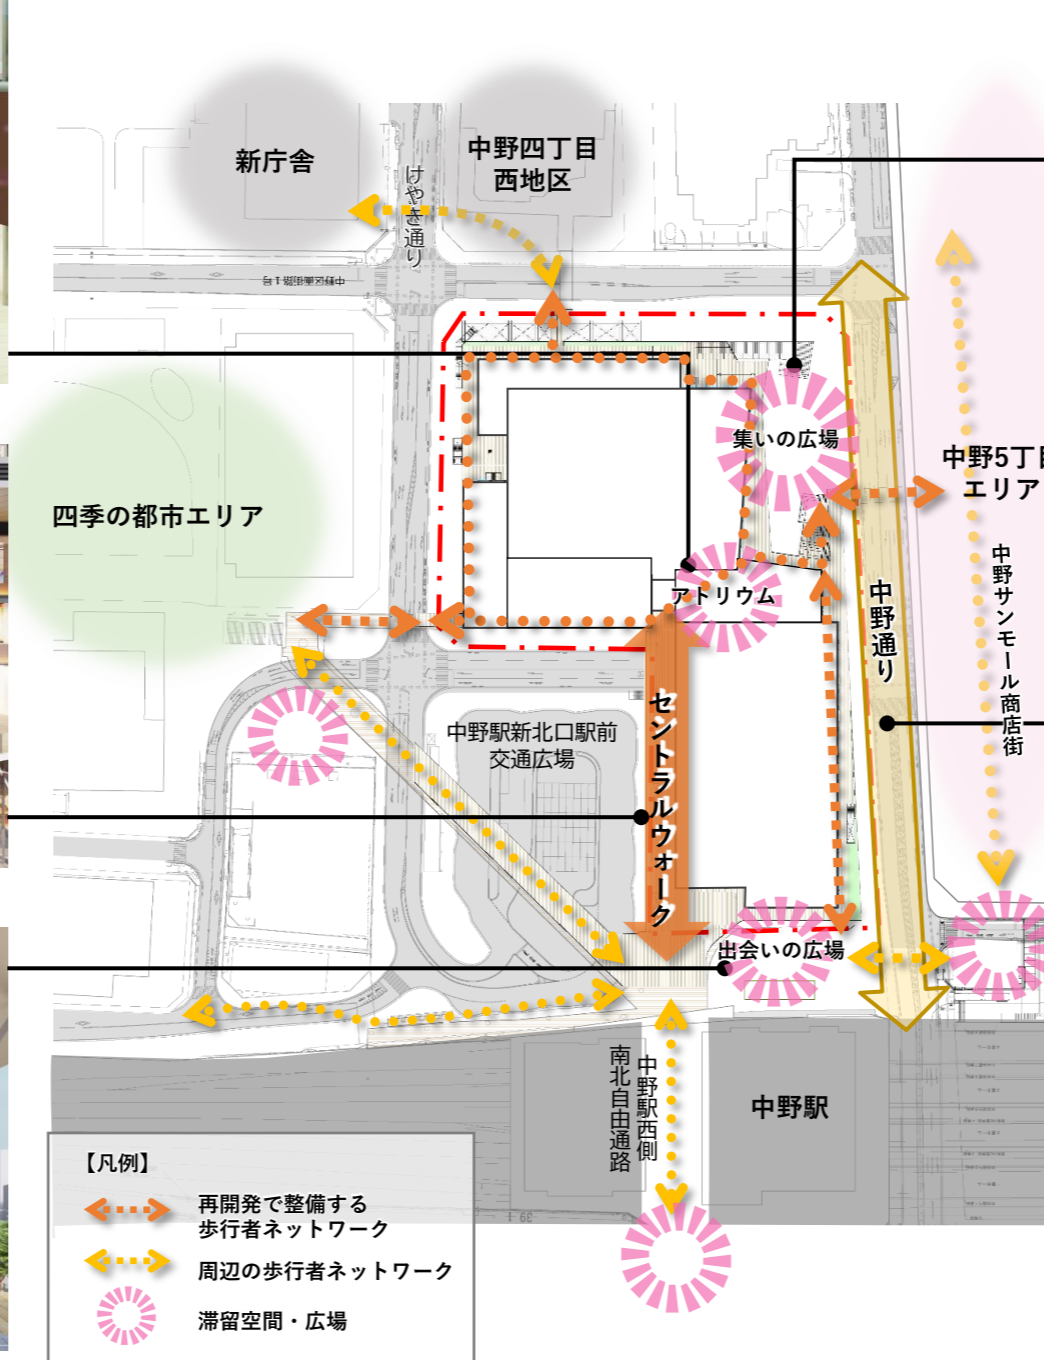 新庁舎
中野四丁目
西地区
けやき通り
集いの広場
中野5丁目
エリア
四季の都市エリア
中野サンモール商店街
中野通り
アトリウム
中野駅新北口駅前
交通広場
セントラルウォーク
出会いの広場
中野駅西側
南北自由通路
中野駅
【凡例】
再開発で整備する
歩行者ネットワーク
周辺の歩行者ネットワーク
滞留空間・広場